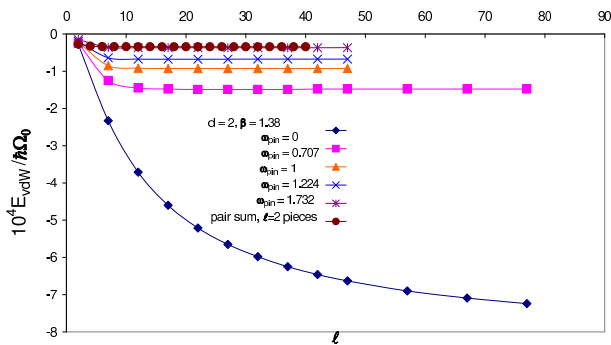 0 10 20 30 40 50 60 70 80 90
0
-1
-2
-3
-4
-5
-6
-7
-8
10⁴E_vdW/ℏΩ₀
d = 2, β = 1.38
ω_pin = 0
ω_pin = 0.707
ω_pin = 1
ω_pin = 1.224
ω_pin = 1.732
pair sum, ℓ=2 pieces
ℓ